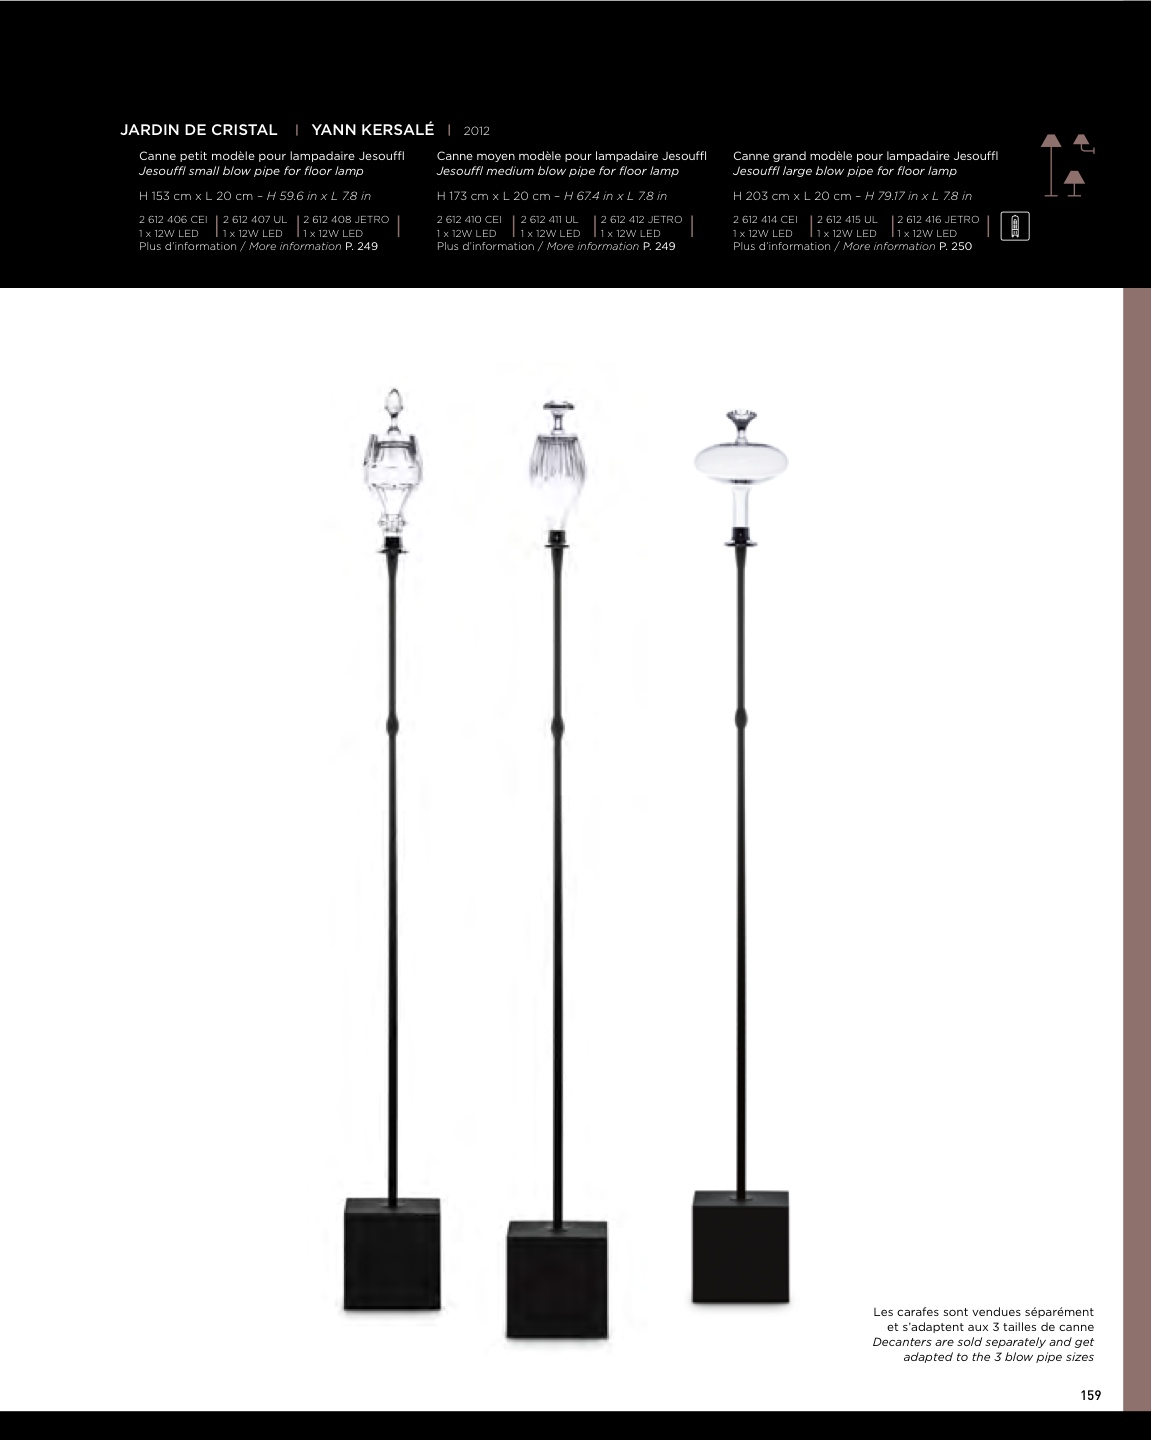 JARDIN DE CRISTAL | YANN KERSALÉ | 2012
Canne petit modèle pour lampadaire Jesouffl
Jesouffl small blow pipe for floor lamp
H 153 cm x L 20 cm – H 59.6 in x L 7.8 in
2 612 406 CEI | 2 612 407 UL | 2 612 408 JETRO |
1 x 12W LED | 1 x 12W LED | 1 x 12W LED |
Plus d'information / More information P. 249
Canne moyen modèle pour lampadaire Jesouffl
Jesouffl medium blow pipe for floor lamp
H 173 cm x L 20 cm – H 67.4 in x L 7.8 in
2 612 410 CEI | 2 612 411 UL | 2 612 412 JETRO |
1 x 12W LED | 1 x 12W LED | 1 x 12W LED |
Plus d'information / More information P. 249
Canne grand modèle pour lampadaire Jesouffl
Jesouffl large blow pipe for floor lamp
H 203 cm x L 20 cm – H 79.17 in x L 7.8 in
2 612 414 CEI | 2 612 415 UL | 2 612 416 JETRO |
1 x 12W LED | 1 x 12W LED | 1 x 12W LED |
Plus d'information / More information P. 250
Les carafes sont vendues séparément
et s'adaptent aux 3 tailles de canne
Decanters are sold separately and get
adapted to the 3 blow pipe sizes
159